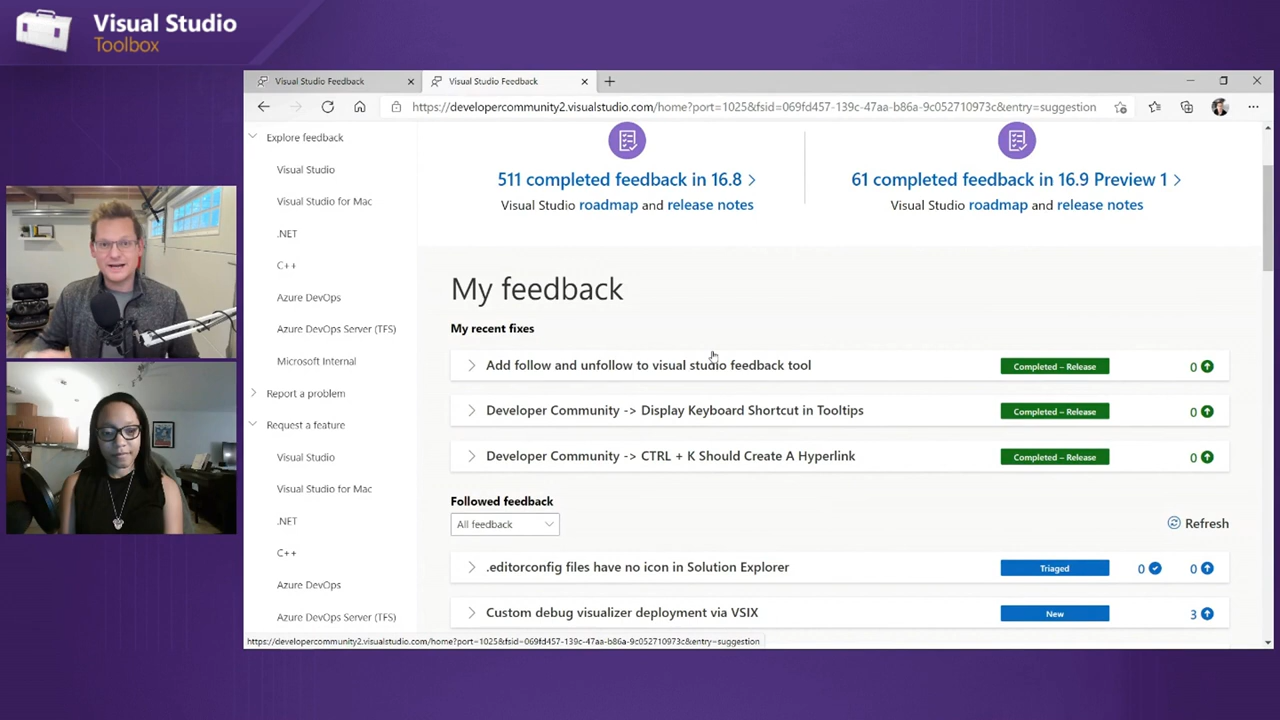 Visual Studio
Toolbox
Visual Studio Feedback
Visual Studio Feedback
https://developercommunity2.visualstudio.com/home?port=1025&fsid=069fd457-139c-47aa-b86a-9c052710973c&entry=suggestion
Explore feedback
Visual Studio
Visual Studio for Mac
.NET
C++
Azure DevOps
Azure DevOps Server (TFS)
Microsoft Internal
Report a problem
Request a feature
Visual Studio
Visual Studio for Mac
.NET
C++
Azure DevOps
Azure DevOps Server (TFS)
511 completed feedback in 16.8
Visual Studio roadmap and release notes
61 completed feedback in 16.9 Preview 1
Visual Studio roadmap and release notes
My feedback
My recent fixes
Add follow and unfollow to visual studio feedback tool Completed – Release 0
Developer Community -> Display Keyboard Shortcut in Tooltips Completed – Release 0
Developer Community -> CTRL + K Should Create A Hyperlink Completed – Release 0
Followed feedback
All feedback Refresh
.editorconfig files have no icon in Solution Explorer Triaged 0 0
Custom debug visualizer deployment via VSIX New 3
https://developercommunity2.visualstudio.com/home?port=1025&fsid=069fd457-139c-47aa-b86a-9c052710973c&entry=suggestion